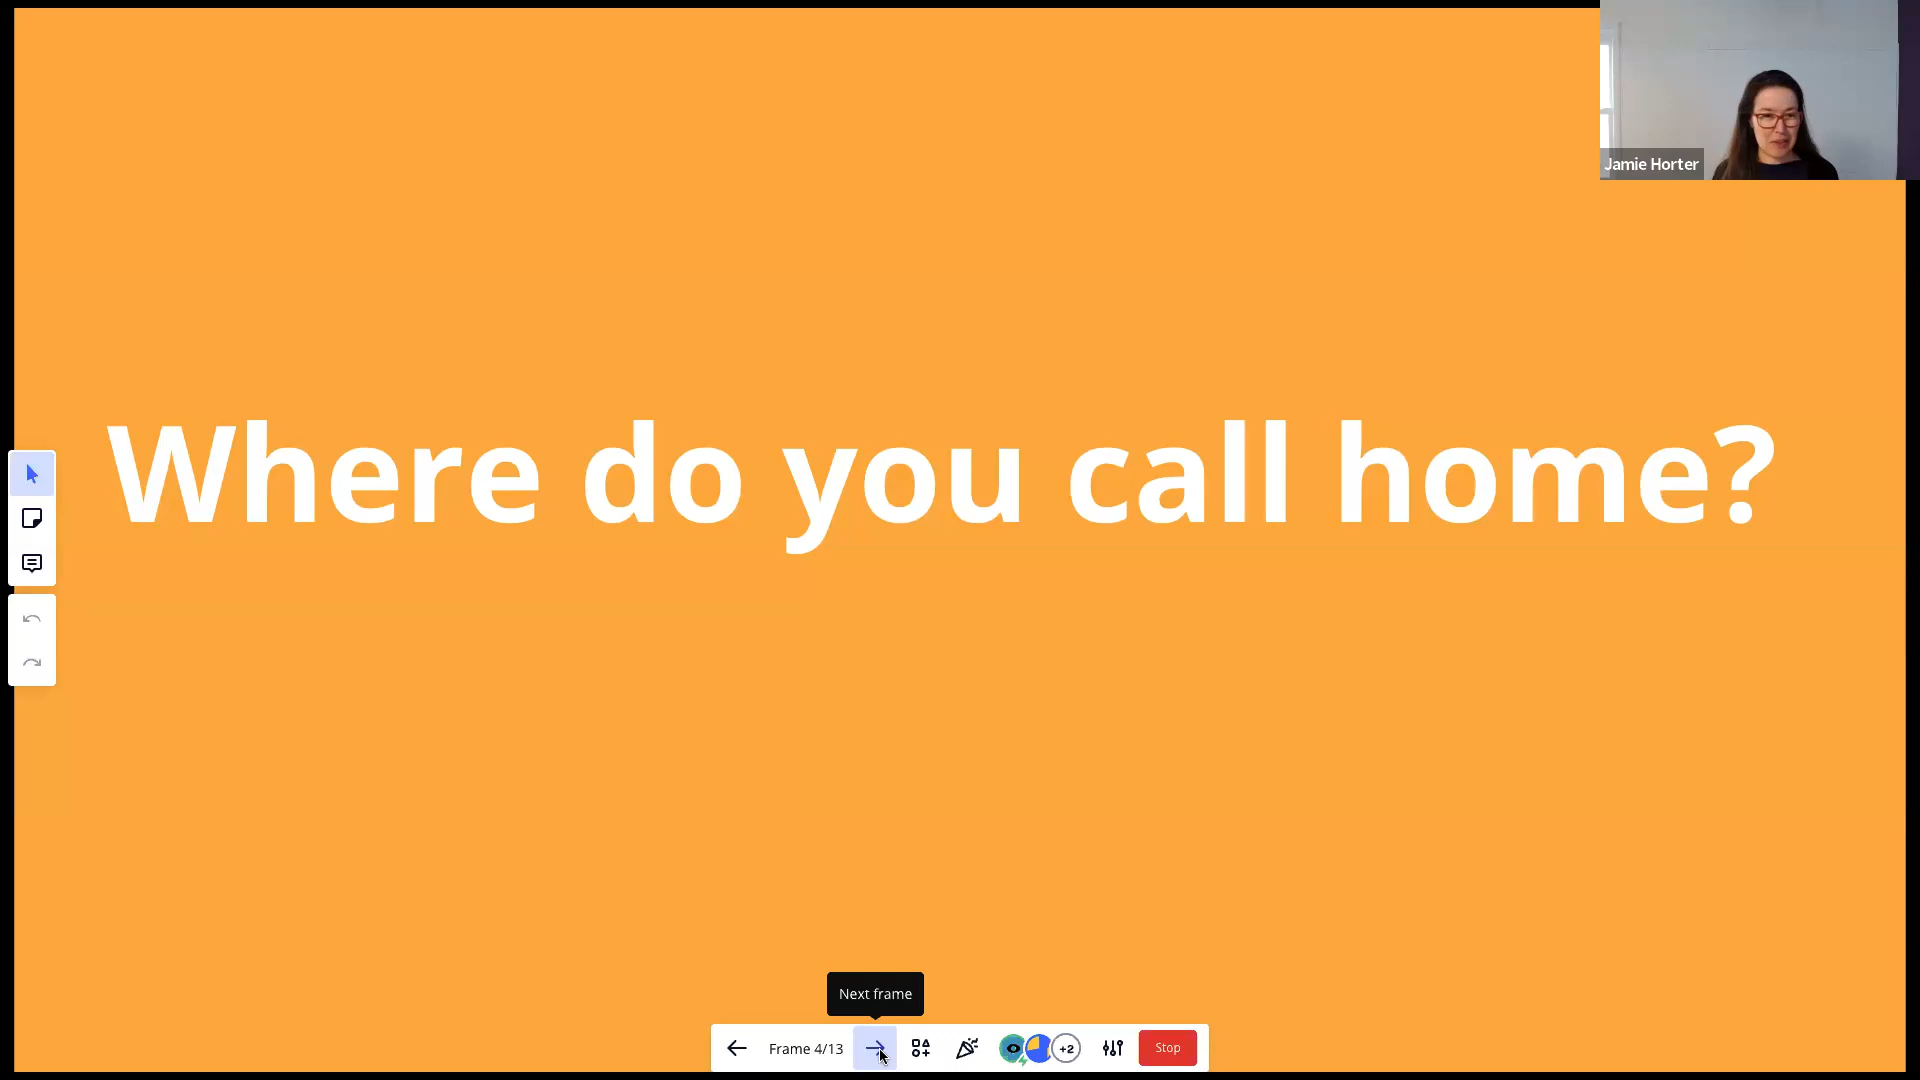 Jamie Horter
Where do you call home?
Next frame
Frame 4/13
+2
Stop